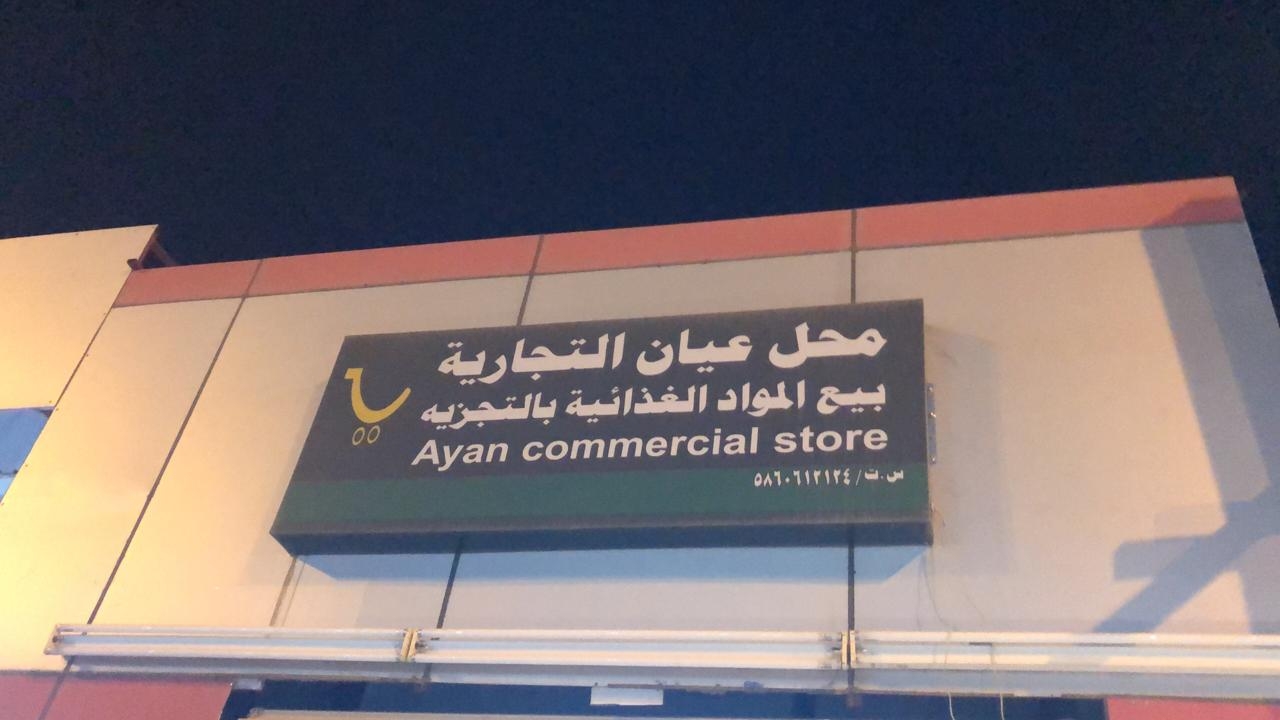 محل عيان التجارية
بيع المواد الغذائية بالتجزيه
Ayan commercial store
س.ت/ ٥٨٦٠٦١٢١٢٤